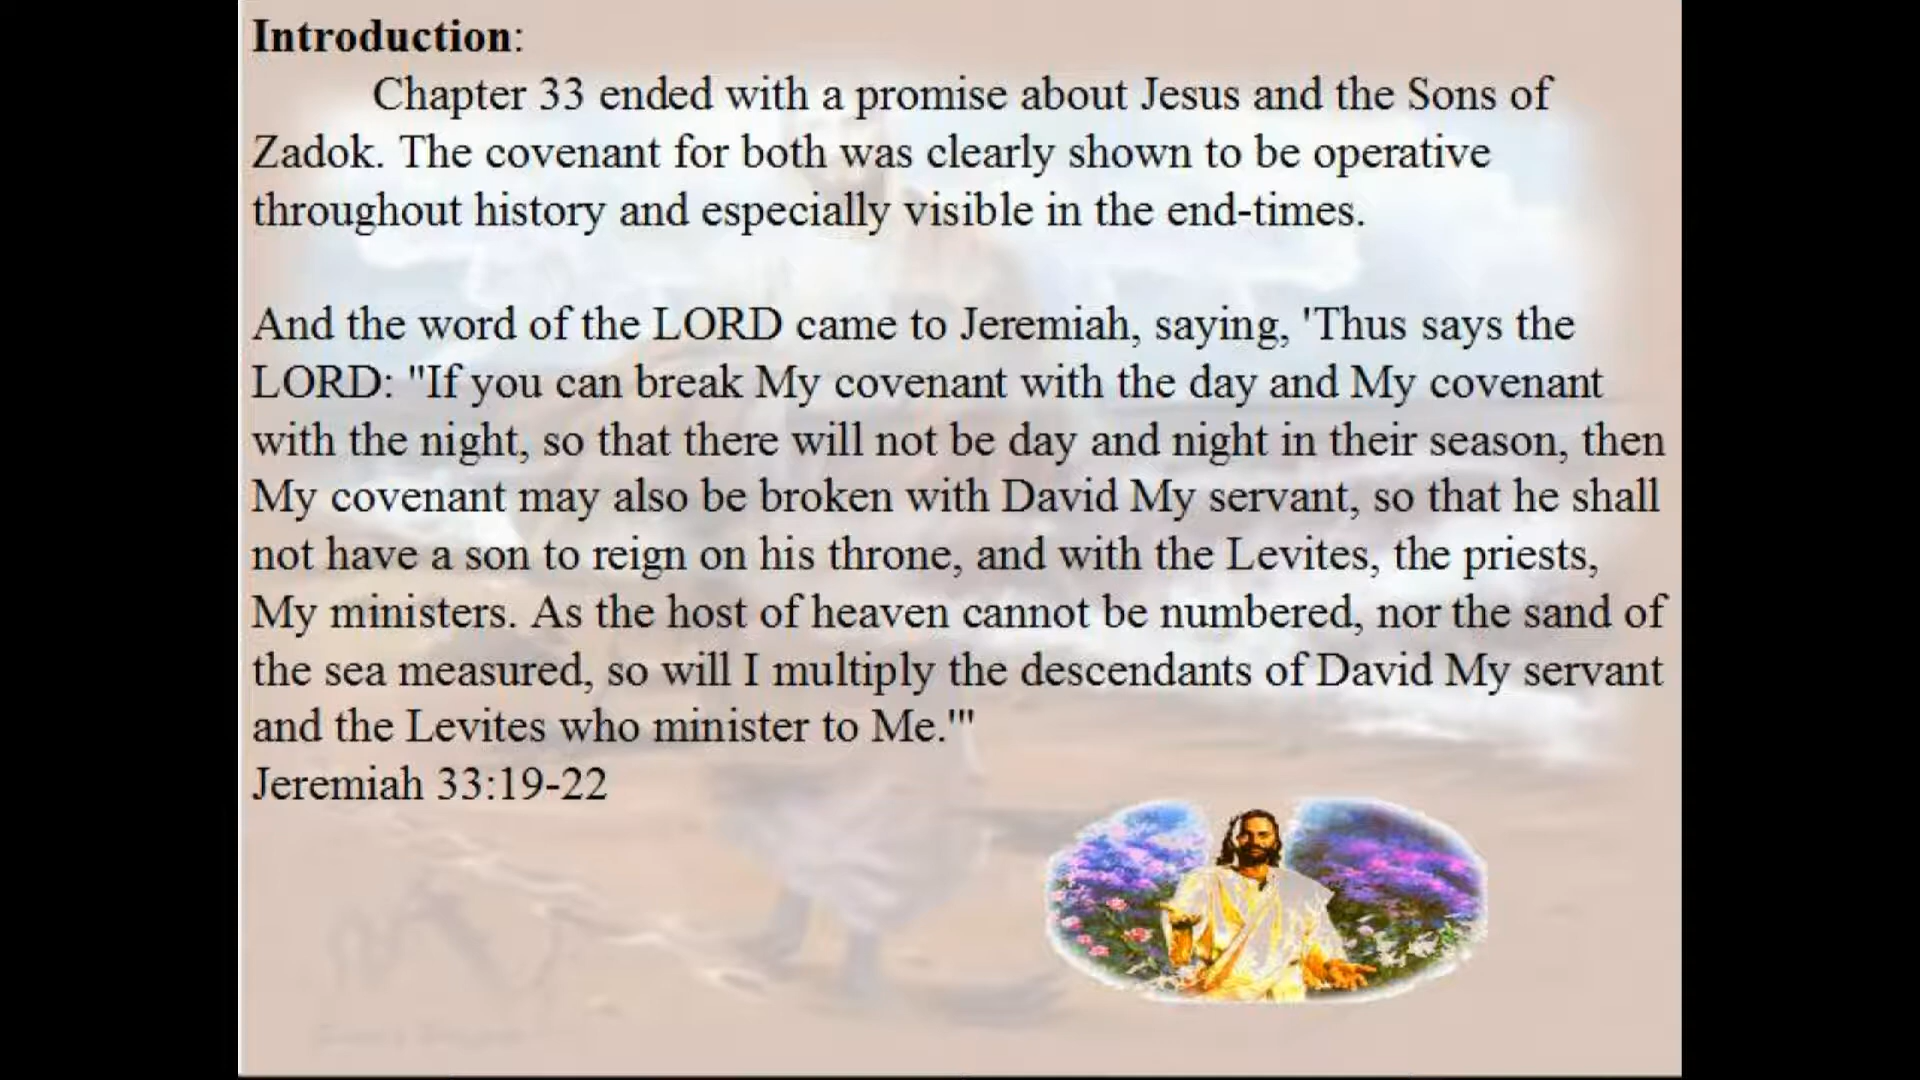 Introduction:
Chapter 33 ended with a promise about Jesus and the Sons of
Zadok. The covenant for both was clearly shown to be operative
throughout history and especially visible in the end-times.
And the word of the LORD came to Jeremiah, saying, 'Thus says the
LORD: "If you can break My covenant with the day and My covenant
with the night, so that there will not be day and night in their season, then
My covenant may also be broken with David My servant, so that he shall
not have a son to reign on his throne, and with the Levites, the priests,
My ministers. As the host of heaven cannot be numbered, nor the sand of
the sea measured, so will I multiply the descendants of David My servant
and the Levites who minister to Me.'"
Jeremiah 33:19-22